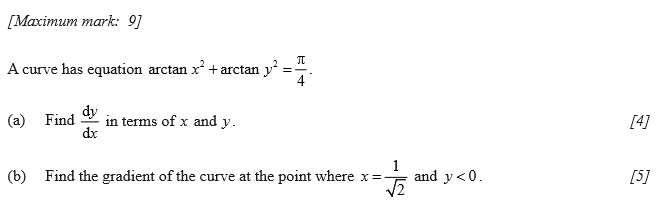 [Maximum mark: 9]
A curve has equation arctan x² + arctan y² = π/4.
(a) Find dy/dx in terms of x and y. [4]
(b) Find the gradient of the curve at the point where x = 1/√2 and y < 0. [5]